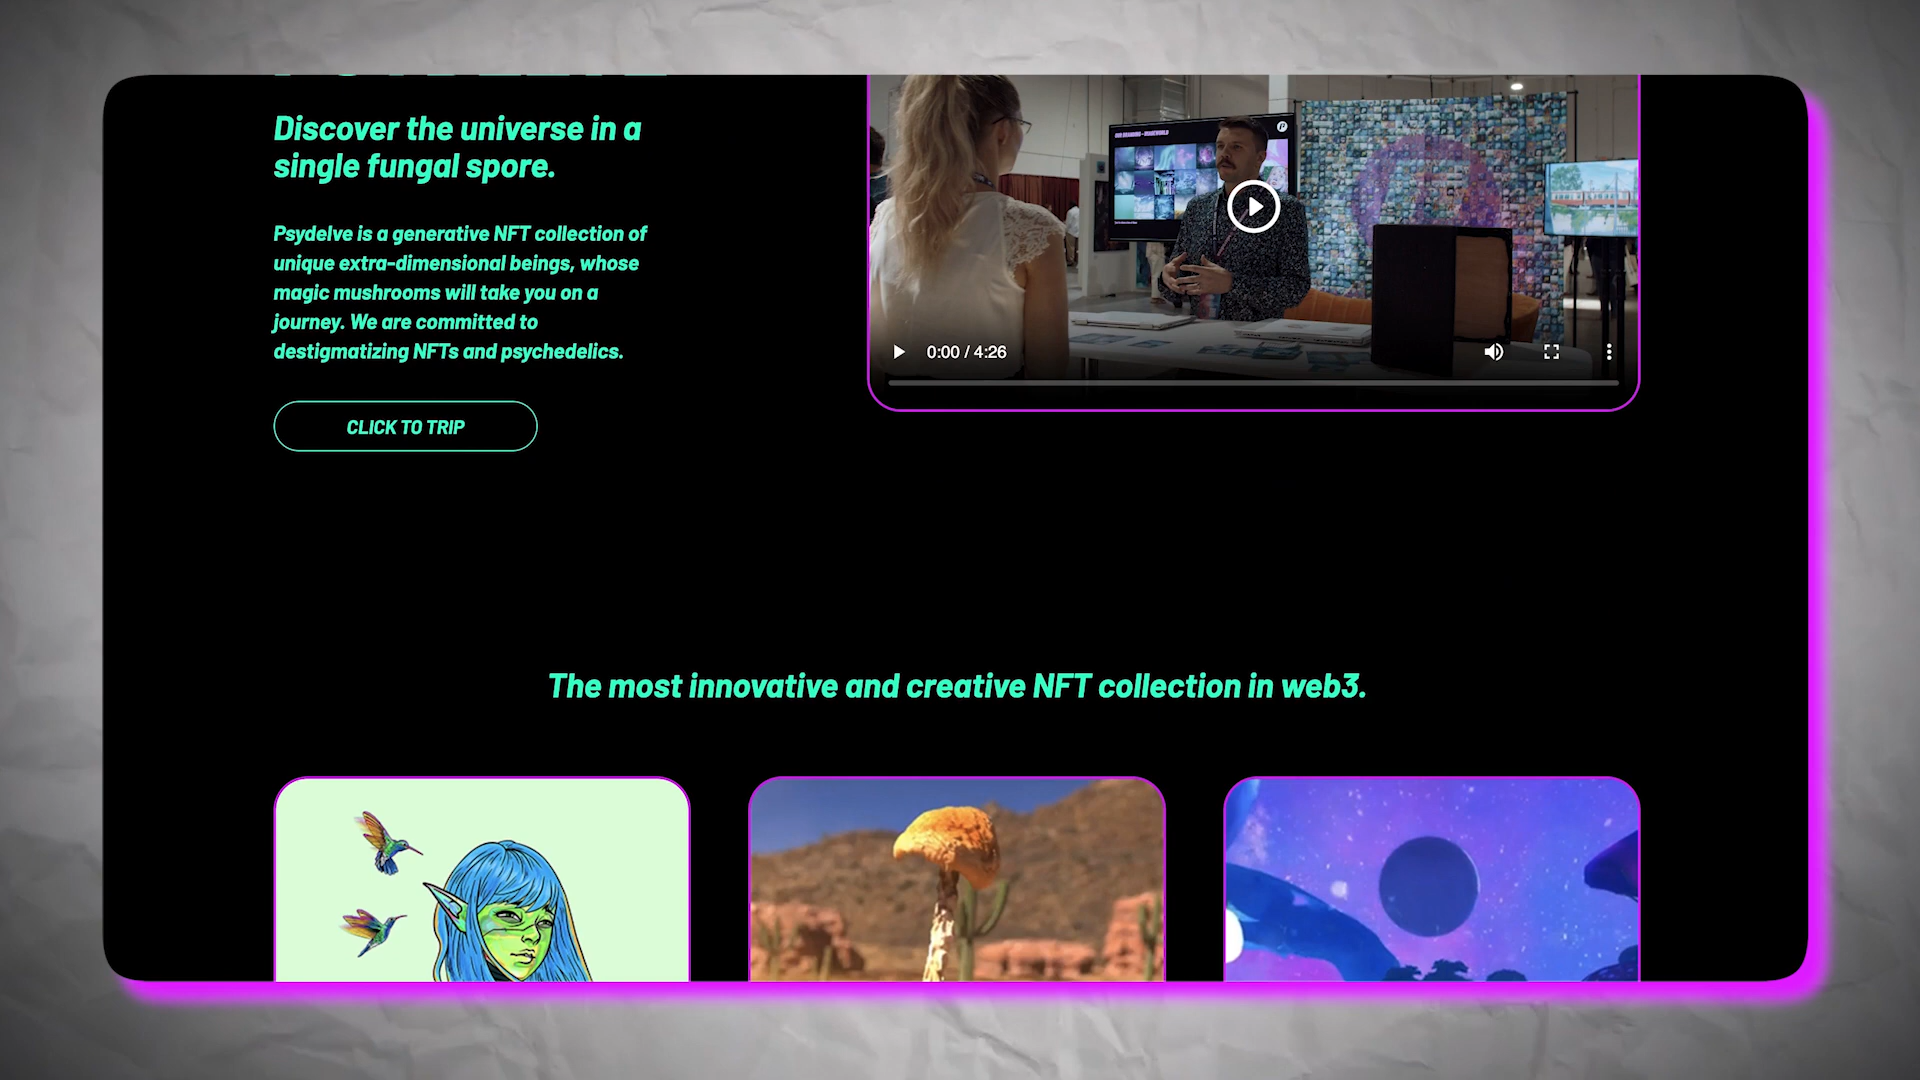 Discover the universe in a
single fungal spore.
Psydelve is a generative NFT collection of
unique extra-dimensional beings, whose
magic mushrooms will take you on a
journey. We are committed to
destigmatizing NFTs and psychedelics.
CLICK TO TRIP
0:00 / 4:26
The most innovative and creative NFT collection in web3.